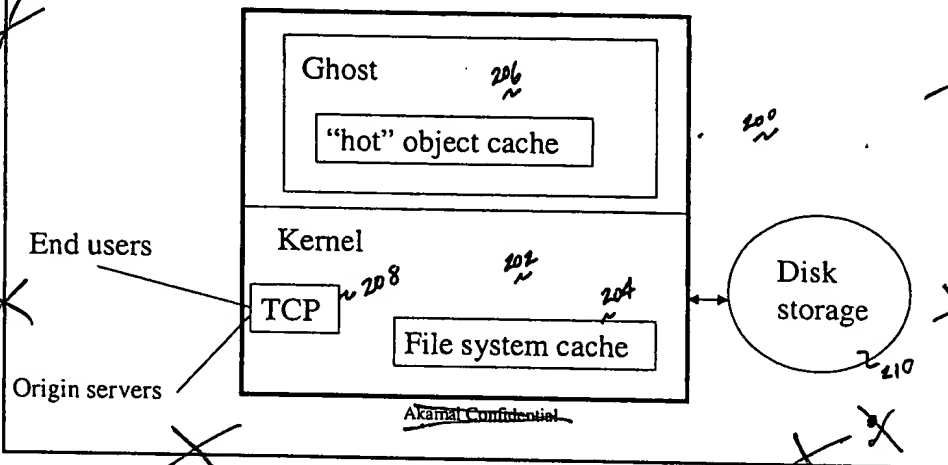 Ghost
206
"hot" object cache
200
End users
Kernel
202
TCP
208
204
File system cache
Disk
storage
210
Origin servers
Akamai Confidential